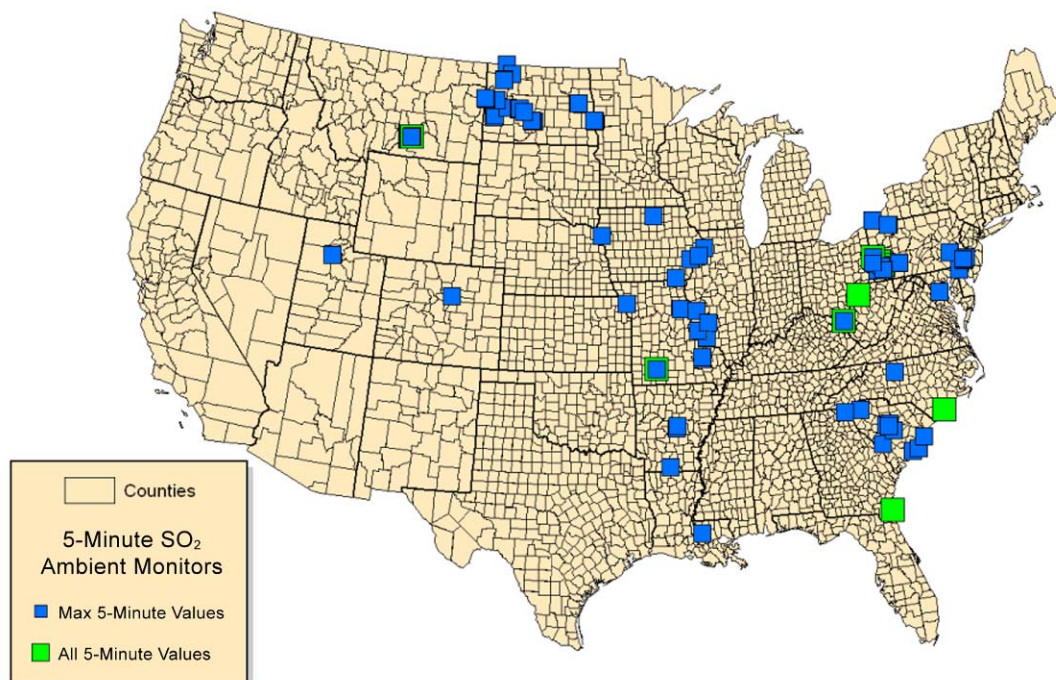 Counties
5-Minute SO₂
Ambient Monitors
Max 5-Minute Values
All 5-Minute Values